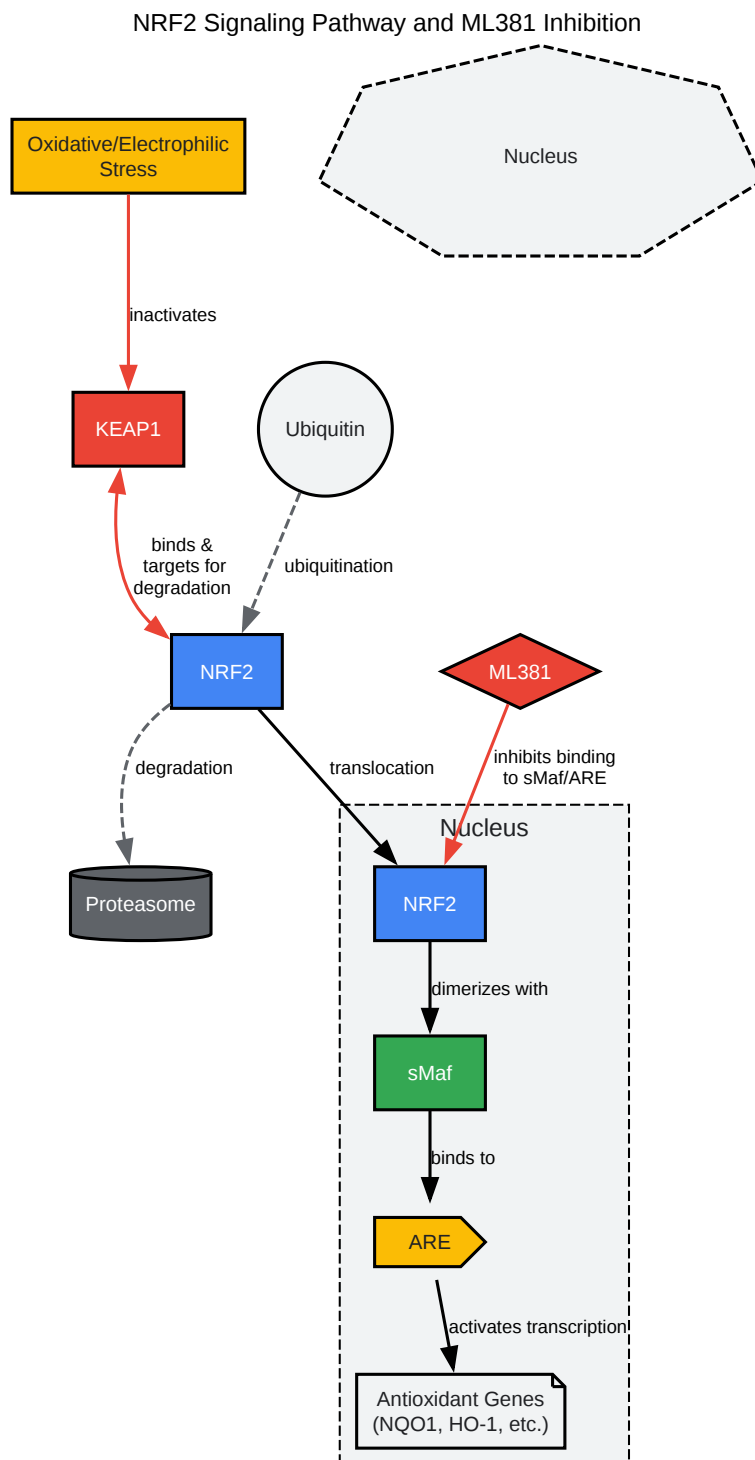 NRF2 Signaling Pathway and ML381 Inhibition
Oxidative/Electrophilic
Stress
Nucleus
inactivates
KEAP1
Ubiquitin
binds &
targets for
degradation
ubiquitination
NRF2
ML381
degradation
translocation
inhibits binding
to sMaf/ARE
Nucleus
Proteasome
NRF2
dimerizes with
sMaf
binds to
ARE
activates transcription
Antioxidant Genes
(NQO1, HO-1, etc.)